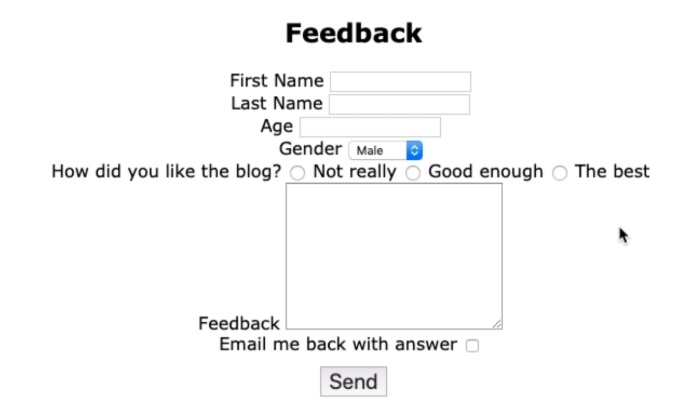 Feedback
First Name
Last Name
Age
Gender Male
How did you like the blog? Not really Good enough The best
Feedback
Email me back with answer
Send